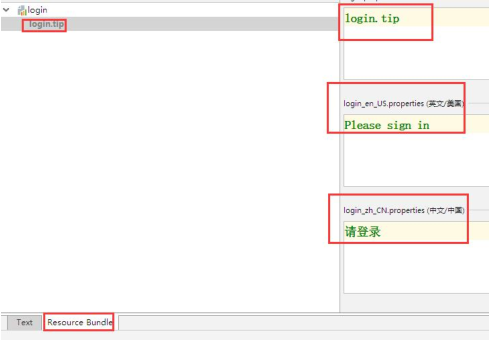 login
login.tip
login.tip
login_en_US.properties (英文/美国)
Please sign in
login_zh_CN.properties (中文/中国)
请登录
Text
Resource Bundle